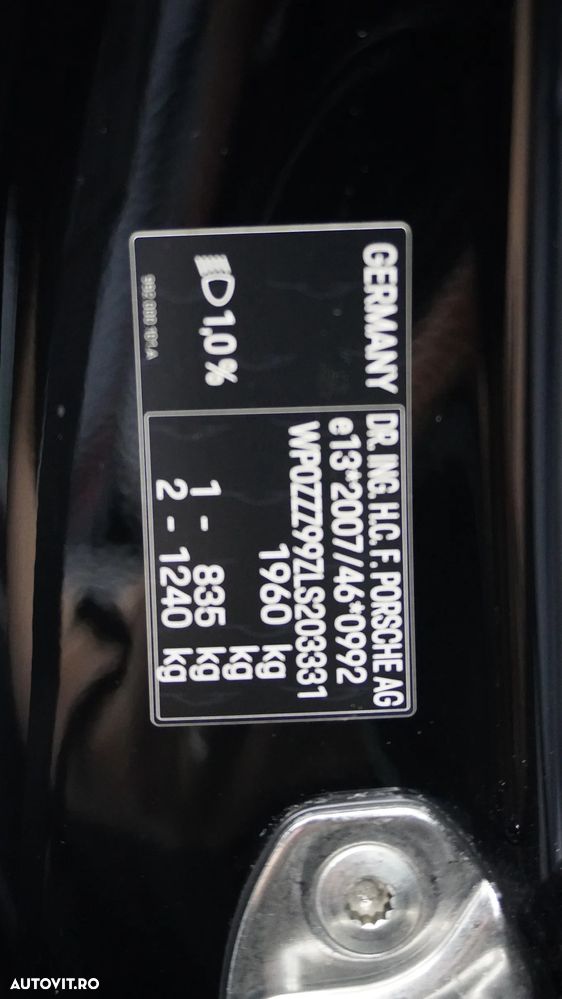 GERMANY
1,0%
DR. ING. H.C. F. PORSCHE AG
e13*2007/46*0992
WP0ZZZ99ZLS203331
1960 kg
kg
1 - 835 kg
2 - 1240 kg
AUTOVIT.RO